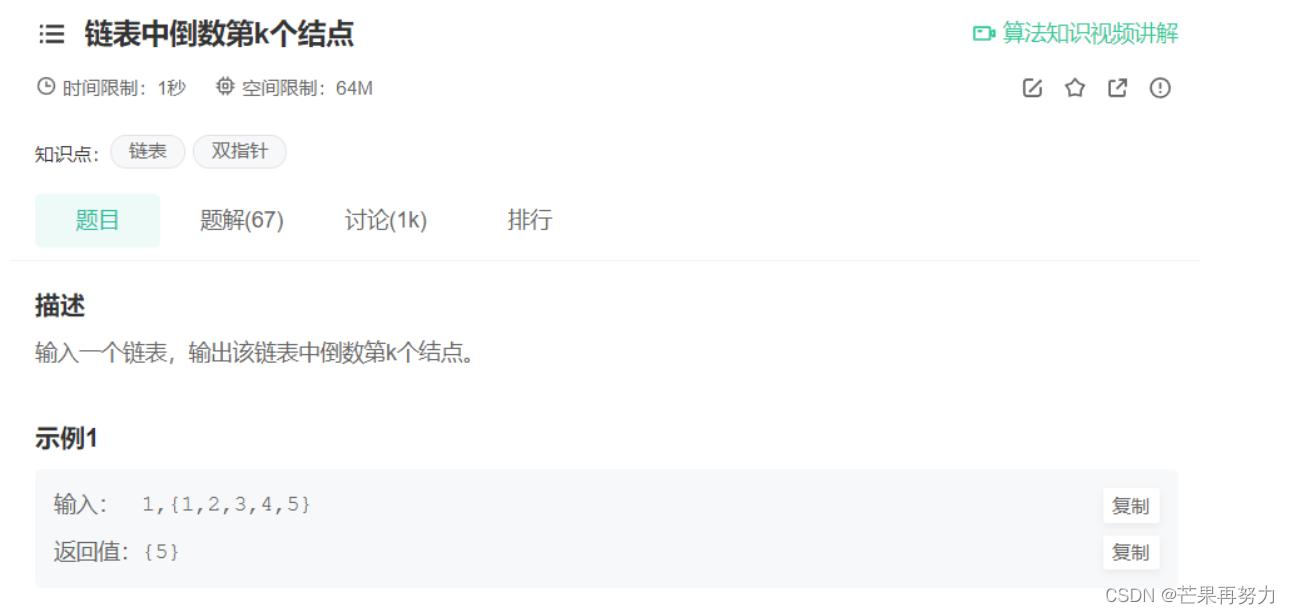 链表中倒数第k个结点 算法知识视频讲解
时间限制：1秒 空间限制：64M
知识点： 链表 双指针
题目 题解(67) 讨论(1k) 排行
描述
输入一个链表，输出该链表中倒数第k个结点。
示例1
输入： 1,{1,2,3,4,5} 复制
返回值：{5} 复制
CSDN @芒果再努力